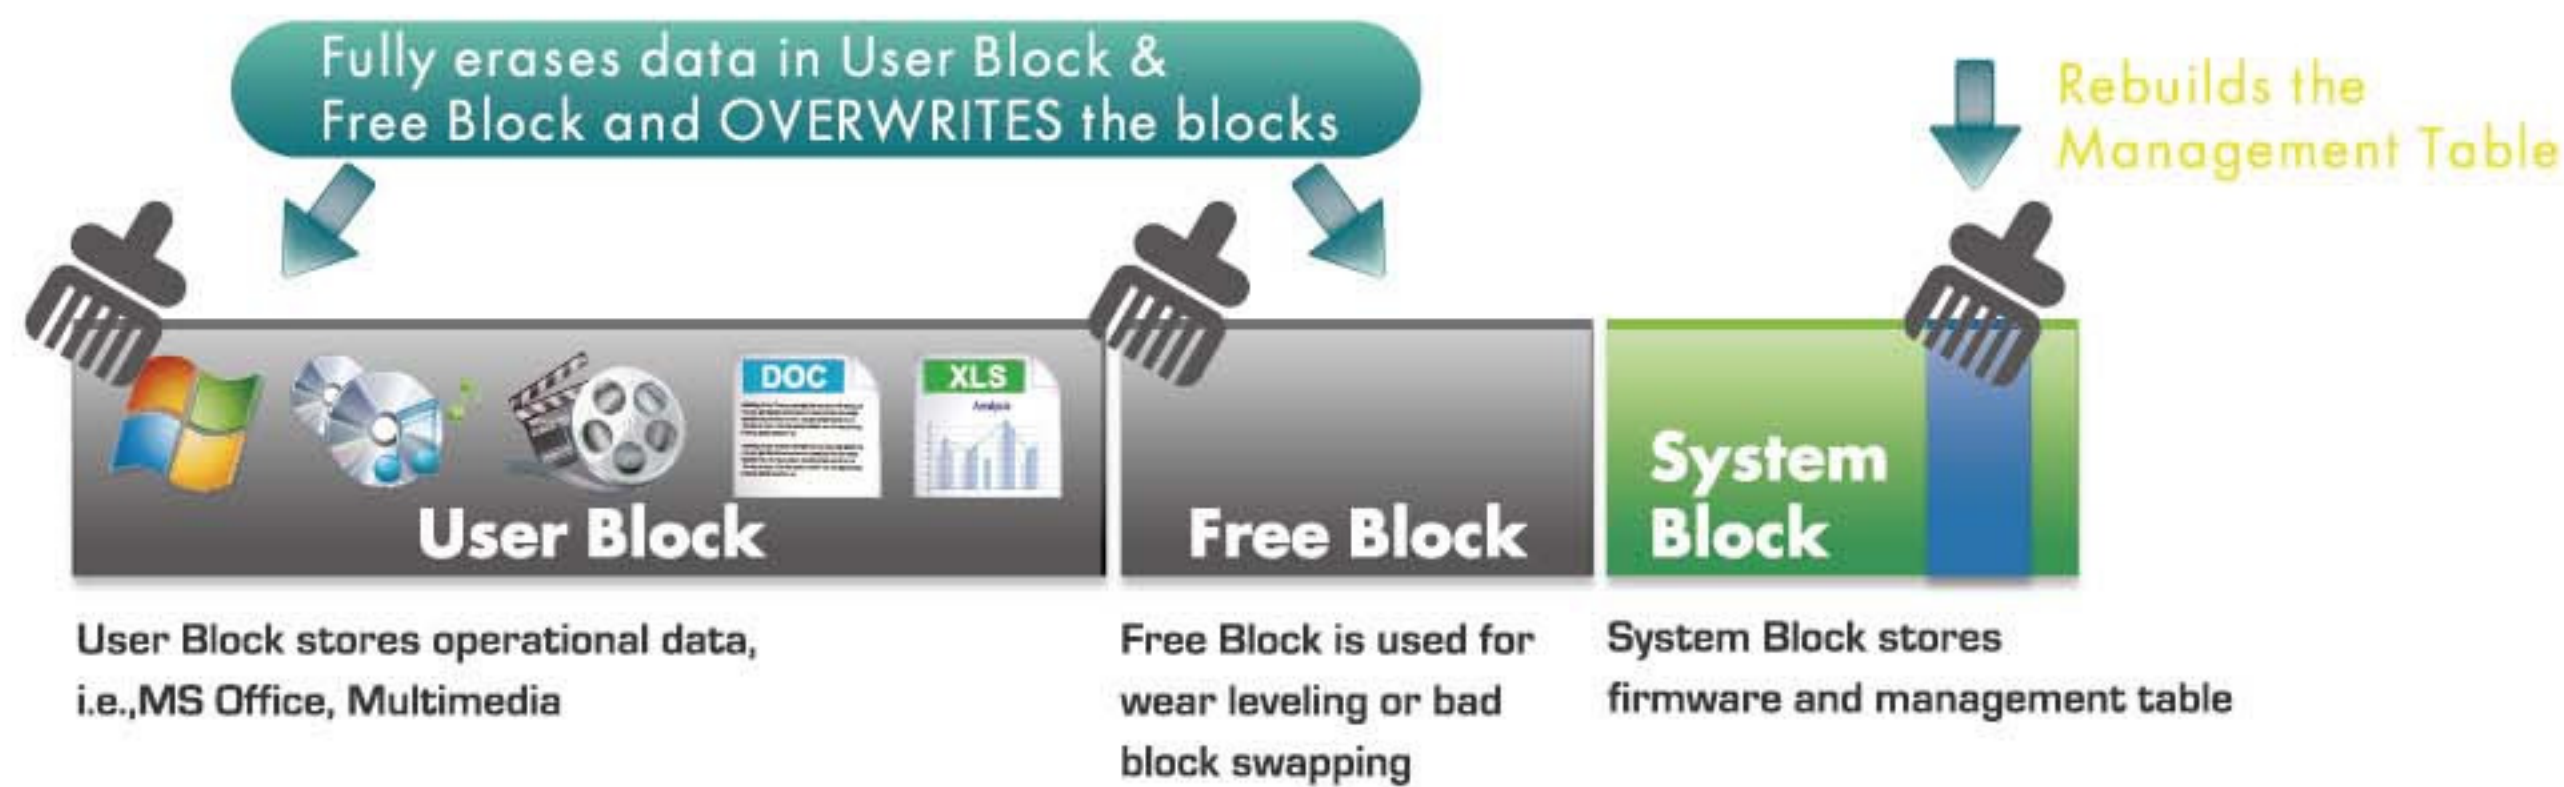 Fully erases data in User Block &
Free Block and OVERWRITES the blocks
Rebuilds the
Management Table
DOC
XLS
Analysis
User Block
Free Block
System
Block
User Block stores operational data,
i.e.,MS Office, Multimedia
Free Block is used for
wear leveling or bad
block swapping
System Block stores
firmware and management table